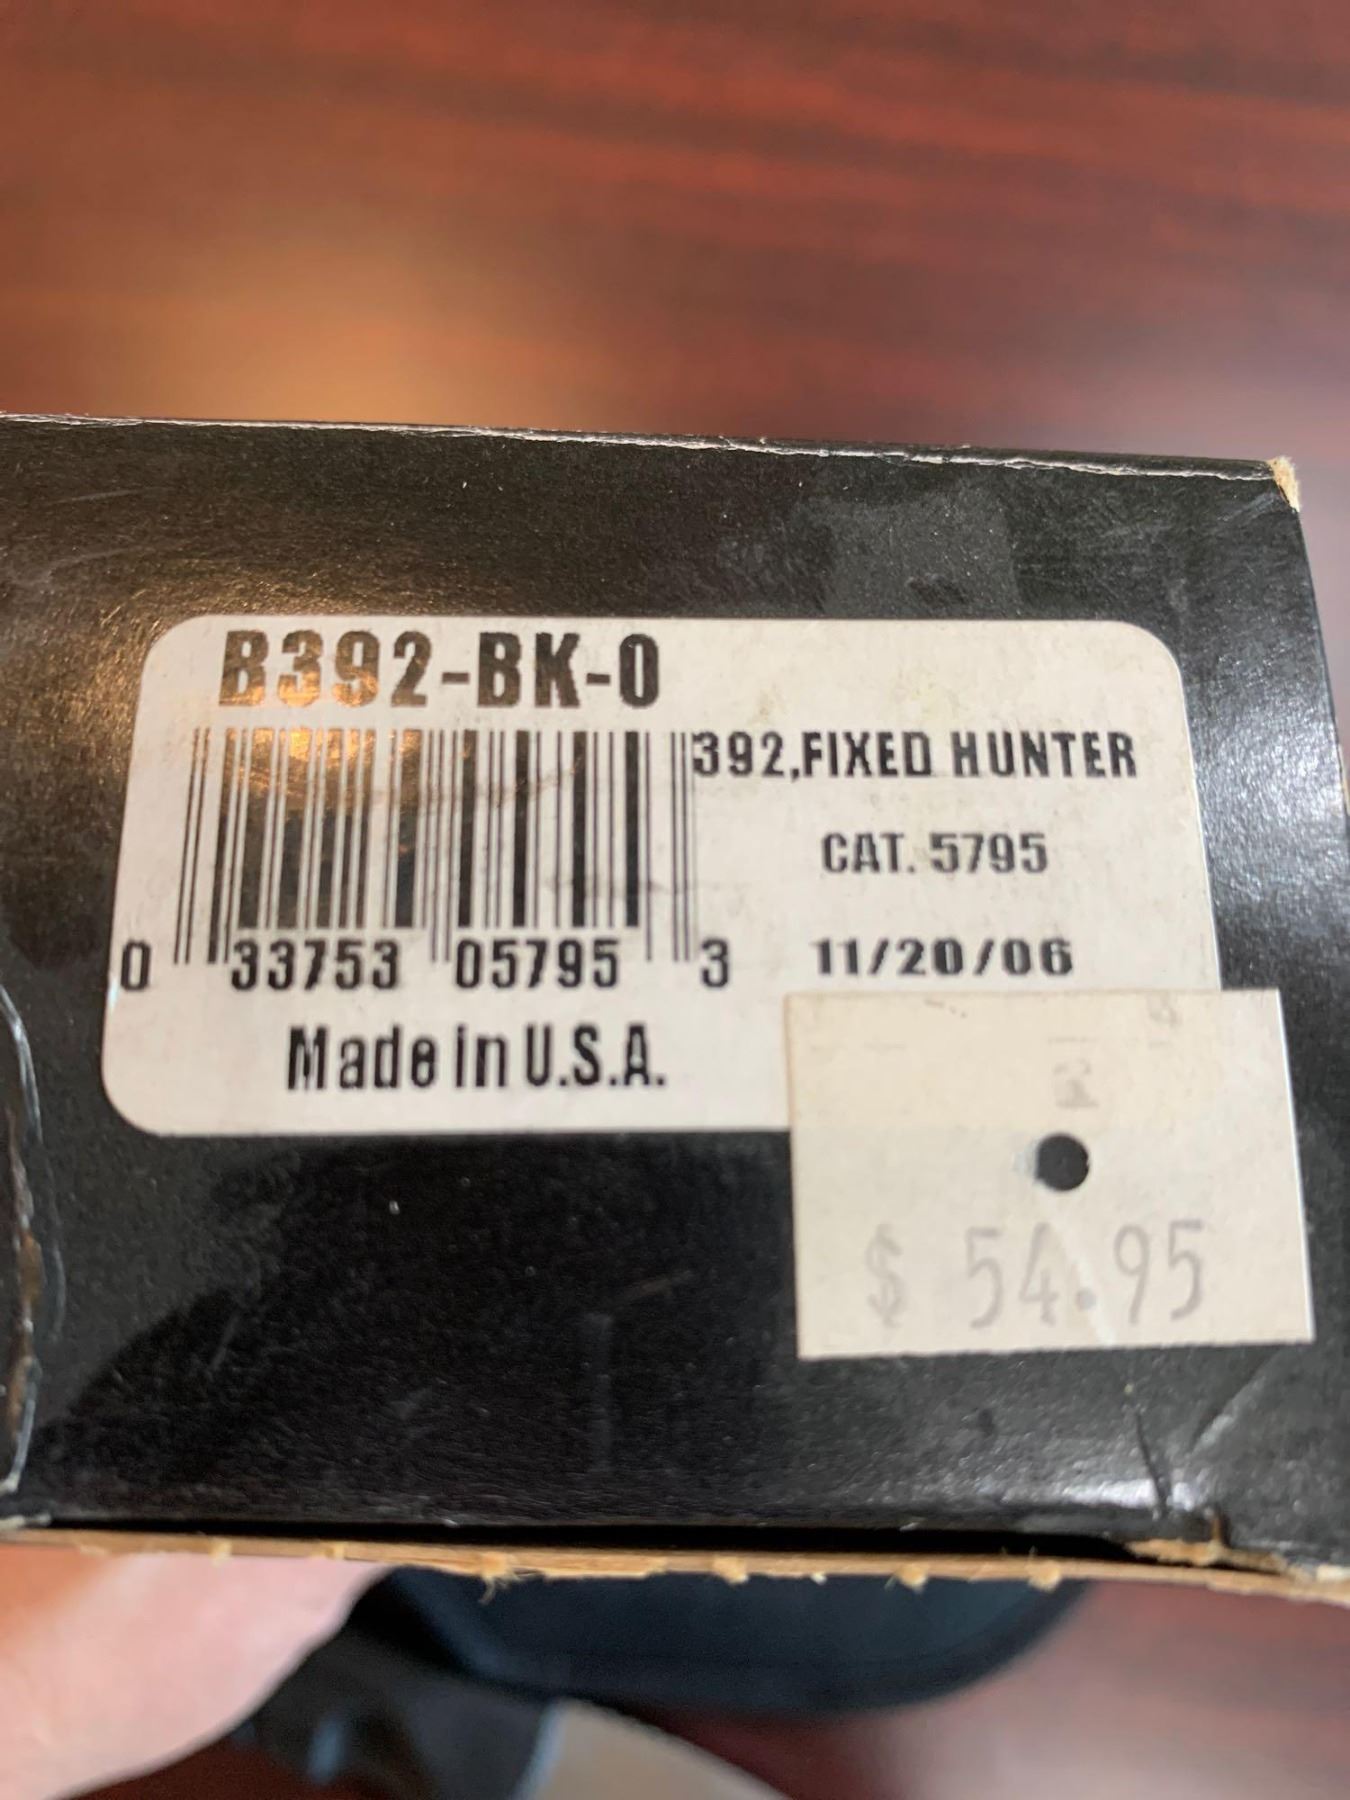 B392-BK-0
392,FIXED HUNTER
CAT. 5795
0 33753 05795 3
11/20/06
Made in U.S.A.
$ 54.95